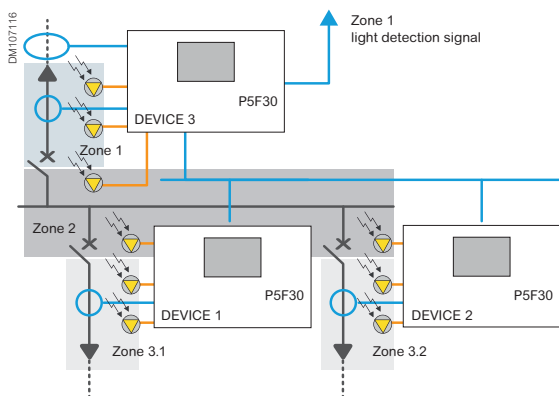 DM107116
Zone 1
light detection signal
P5F30
DEVICE 3
Zone 1
Zone 2
P5F30
DEVICE 1
P5F30
DEVICE 2
Zone 3.1
Zone 3.2